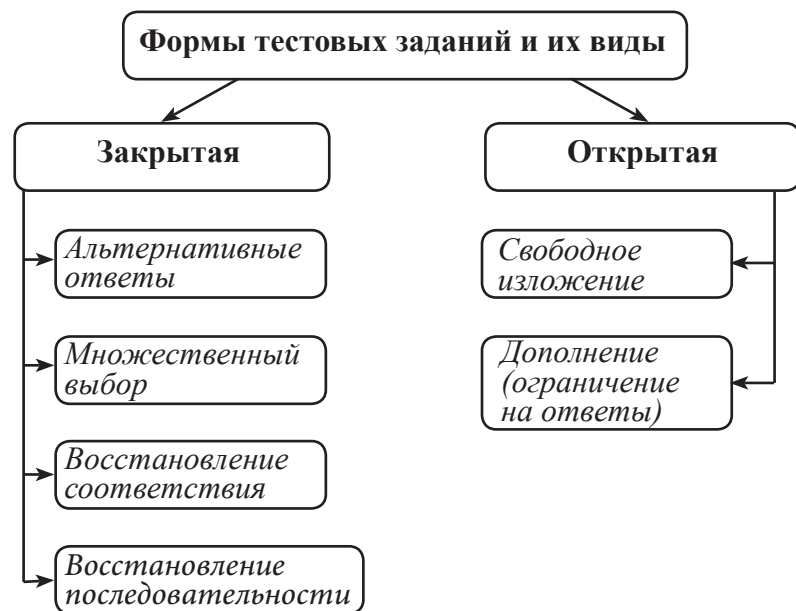 Формы тестовых заданий и их виды
Закрытая
Альтернативные
ответы
Множественный
выбор
Восстановление
соответствия
Восстановление
последовательности
Открытая
Свободное
изложение
Дополнение
(ограничение
на ответы)